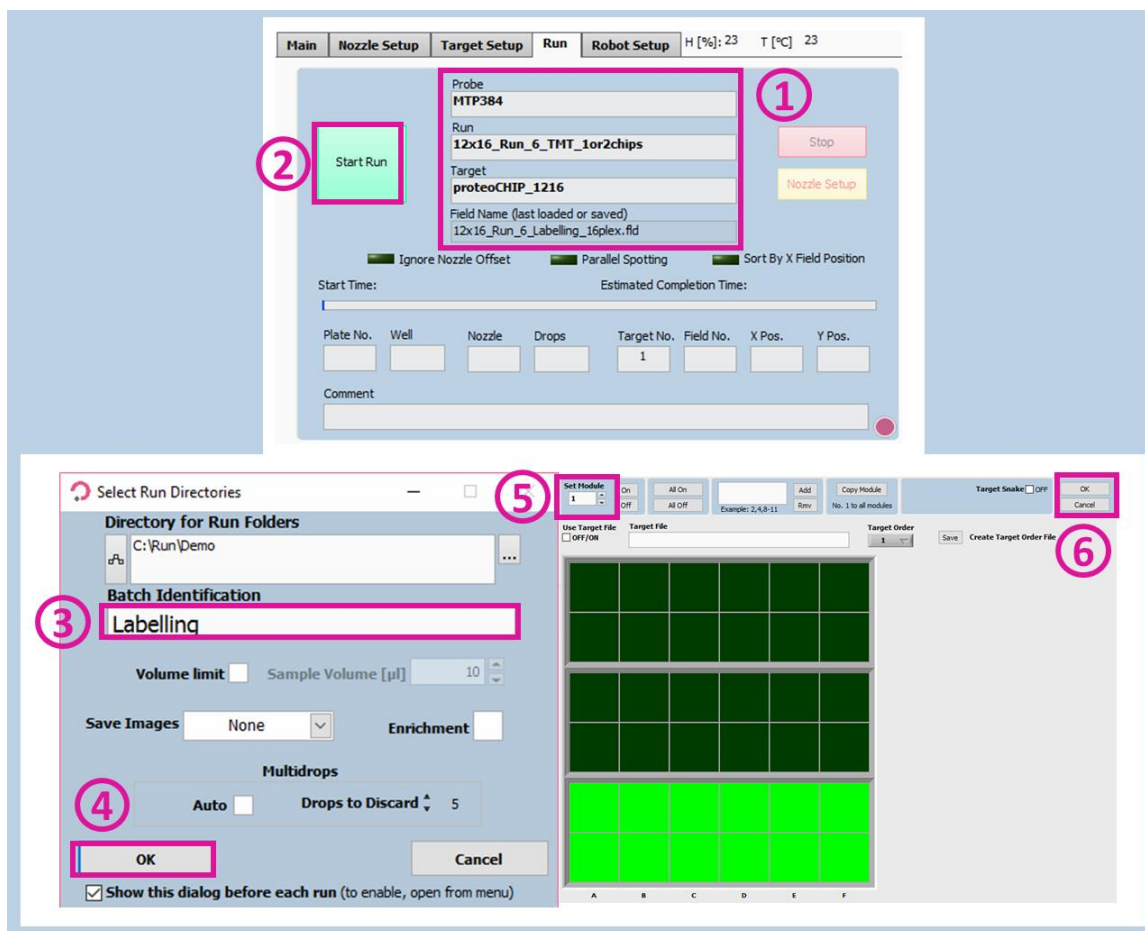 Main Nozzle Setup Target Setup Run Robot Setup H [%]: 23 T [°C] 23
Probe
MTP384
1
Run
12x16_Run_6_TMT_1or2chips
2
Start Run
Stop
Target
proteoCHIP_1216
Nozzle Setup
Field Name (last loaded or saved)
12x16_Run_6_Labelling_16plex.fld
Ignore Nozzle Offset Parallel Spotting Sort By X Field Position
Start Time: Estimated Completion Time:
Plate No. Well Nozzle Drops Target No. Field No. X Pos. Y Pos.
1
Comment
Select Run Directories
Directory for Run Folders
C:\Run\Demo
...
Batch Identification
3
Labelling
Volume limit Sample Volume [µl] 10
Save Images None Enrichment
Multidrops
4
Auto Drops to Discard 5
OK Cancel
Show this dialog before each run (to enable, open from menu)
5
Set Module
1
On
Off
All On
All Off
Example: 2,4,8-11
Add
Rmv
Copy Module
No. 1 to all modules
Target Snake OFF
OK
Cancel
6
Use Target File
OFF/ON
Target File
Target Order
1
Save Create Target Order File
A B C D E F